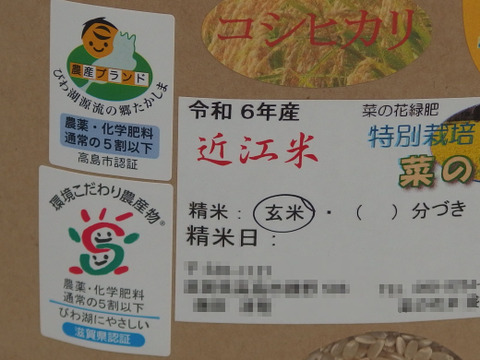 コシヒカリ
農産ブランド
びわ湖源流の郷たかしま
農薬・化学肥料
通常の5割以下
高島市認証
環境こだわり農産物
農薬・化学肥料
通常の5割以下
びわ湖にやさしい
滋賀県認証
令和 6年産
菜の花緑肥
近江米
特別栽培
菜の
精米： 玄米 ・ （ ）分づき
精米日：